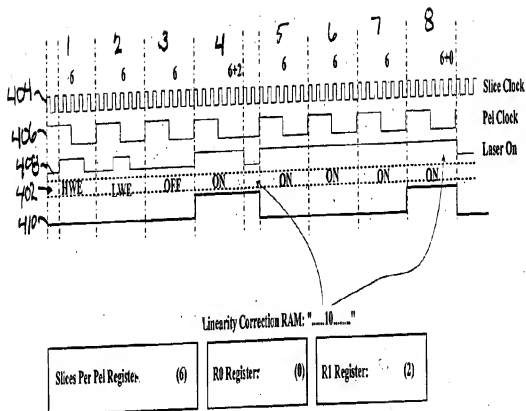 1 2 3 4 5 6 7 8
6 6 6 6+2 6 6 6 6+0
404 Slice Clock
406 Pel Clock
408 Laser On
402 HWE LWE OFF ON ON ON ON ON
410
Linearity Correction RAM: "......10......."
Slices Per Pel Register: (6)
R0 Register: (0)
R1 Register: (2)